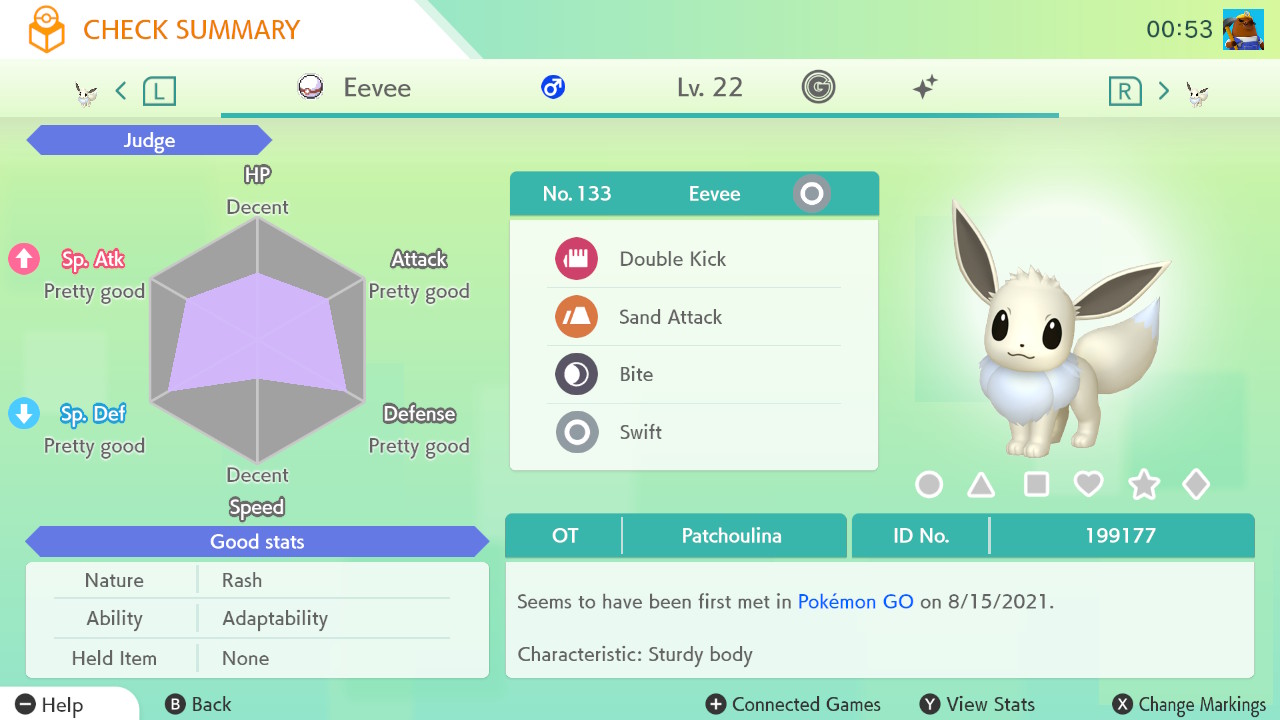 CHECK SUMMARY
00:53
L
Eevee
Lv. 22
G
R
Judge
HP
Decent
Sp. Atk
Pretty good
Attack
Pretty good
Sp. Def
Pretty good
Defense
Pretty good
Decent
Speed
Good stats
Nature Rash
Ability Adaptability
Held Item None
No. 133 Eevee
Double Kick
Sand Attack
Bite
Swift
OT Patchoulina
ID No. 199177
Seems to have been first met in Pokémon GO on 8/15/2021.
Characteristic: Sturdy body
Help
B Back
Connected Games
Y View Stats
X Change Markings